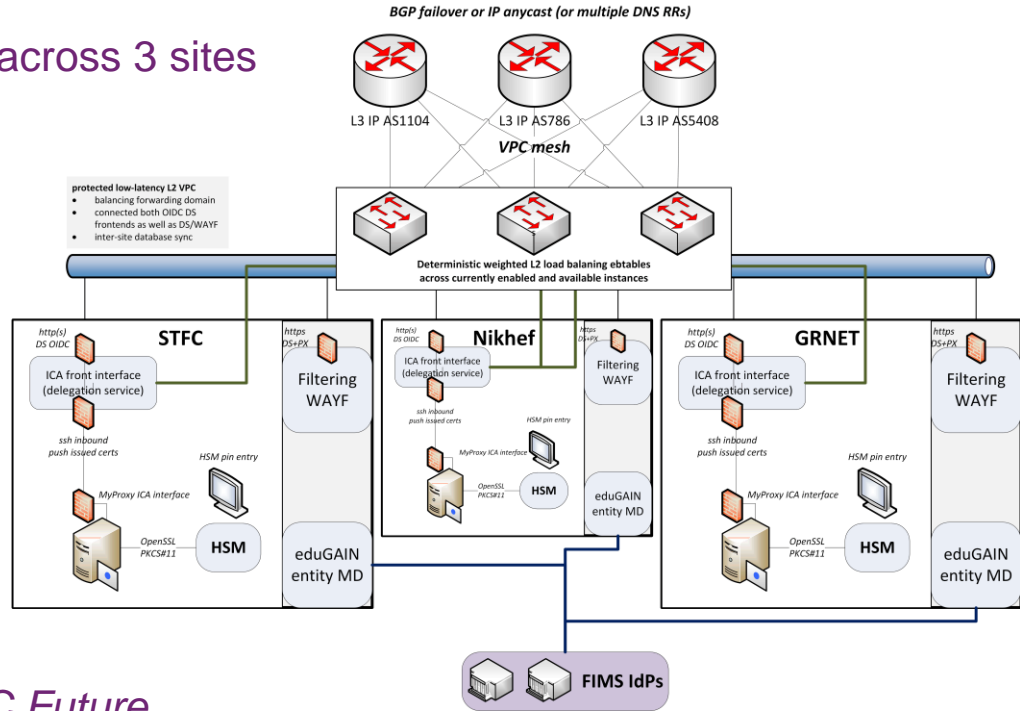 BGP failover or IP anycast (or multiple DNS RRs)
across 3 sites
L3 IP AS1104
L3 IP AS786
L3 IP AS5408
VPC mesh
protected low-latency L2 VPC
• balancing forwarding domain
• connected both OIDC DS
frontends as well as DS/WAYF
• inter-site database sync
Deterministic weighted L2 load balaning ebtables
across currently enabled and available instances
http(s)
DS OIDC
STFC
https
DS+PX
ICA front interface
(delegation service)
Filtering
WAYF
ssh inbound
push issued certs
HSM pin entry
MyProxy ICA interface
OpenSSL
PKCS#11
HSM
eduGAIN
entity MD
http(s)
DS OIDC
Nikhef
https
DS+PX
ICA front interface
(delegation service)
Filtering
WAYF
ssh inbound
push issued certs
HSM pin entry
MyProxy ICA interface
OpenSSL
PKCS#11
HSM
eduGAIN
entity MD
http(s)
DS OIDC
GRNET
https
DS+PX
ICA front interface
(delegation service)
Filtering
WAYF
ssh inbound
push issued certs
HSM pin entry
MyProxy ICA interface
OpenSSL
PKCS#11
HSM
eduGAIN
entity MD
FIMS IdPs
Future